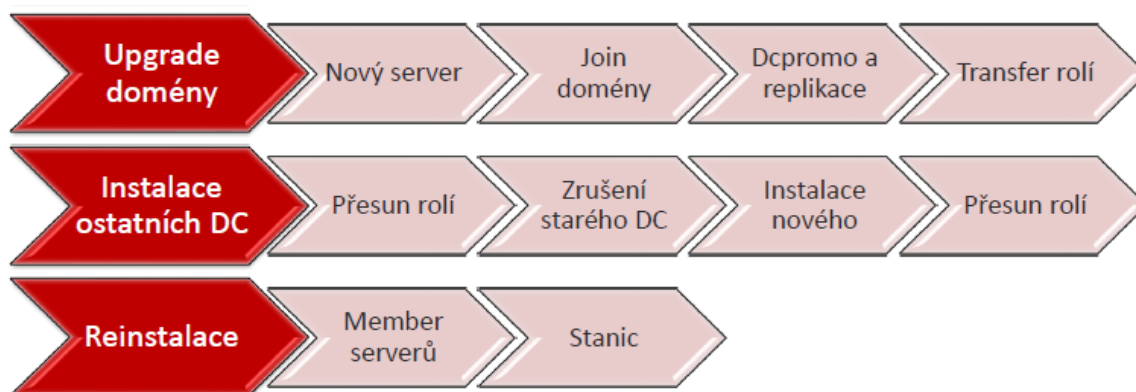 Upgrade
domény
Nový server
Join
domény
Dcpromo a
replikace
Transfer rolí
Instalace
ostatních DC
Přesun rolí
Zrušení
starého DC
Instalace
nového
Přesun rolí
Reinstalace
Member
serverů
Stanic